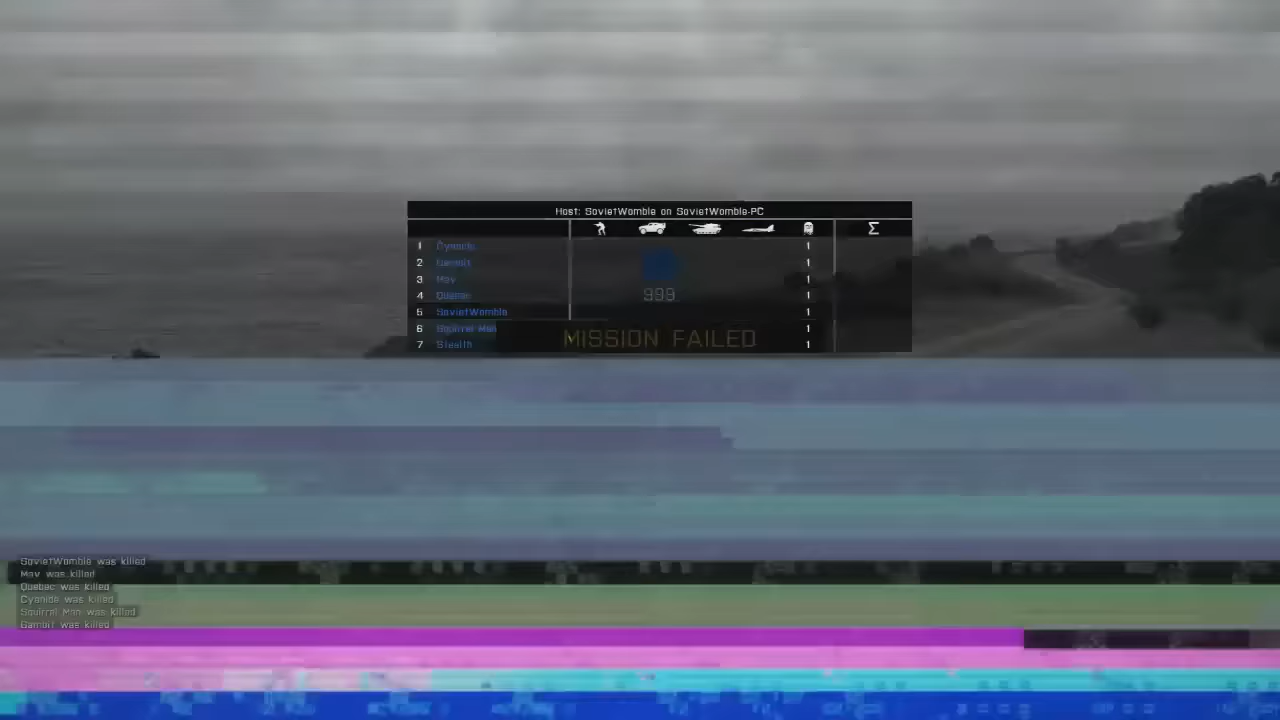 Host: SovietWomble on SovietWomble-PC
Σ
1 Cyanide 1
2 Gambit 1
3 Mav 1
4 Quebec 1
999
5 SovietWomble 1
6 Squirrel Man 1
MISSION FAILED
7 Stealth 1
SovietWomble was killed
Mav was killed
Quebec was killed
Cyanide was killed
Squirrel Man was killed
Gambit was killed